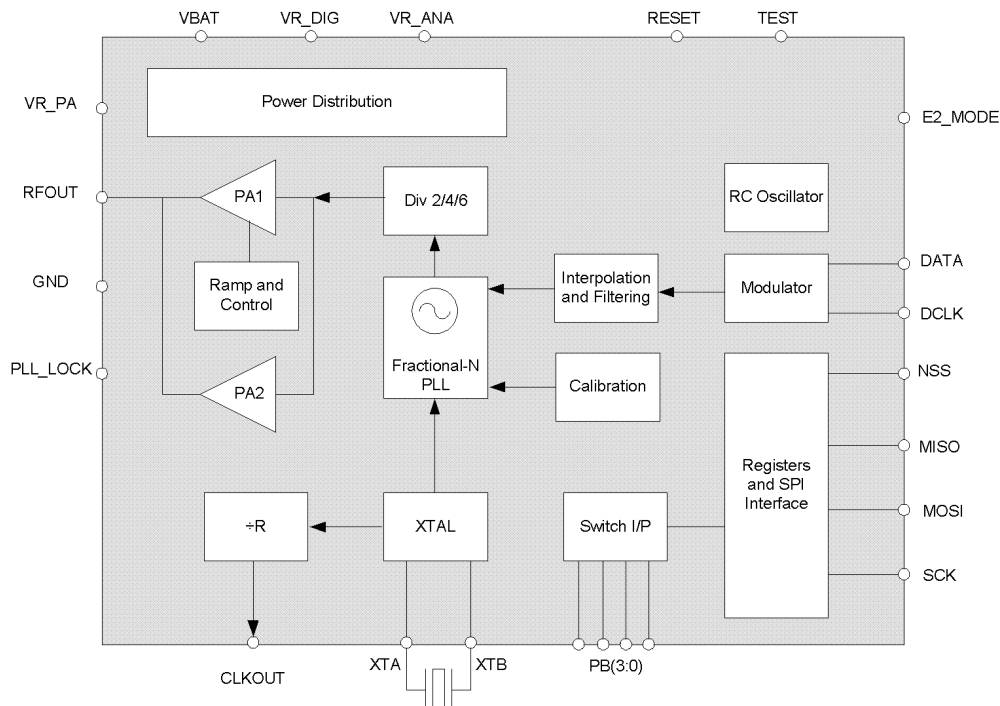 VBAT
VR_DIG
VR_ANA
RESET
TEST
VR_PA
Power Distribution
E2_MODE
RFOUT
PA1
Div 2/4/6
RC Oscillator
GND
Ramp and
Control
Interpolation
and Filtering
Modulator
DATA
DCLK
PLL_LOCK
PA2
Fractional-N
PLL
Calibration
NSS
MISO
Registers
and SPI
Interface
MOSI
SCK
÷R
XTAL
Switch I/P
CLKOUT
XTA
XTB
PB(3:0)